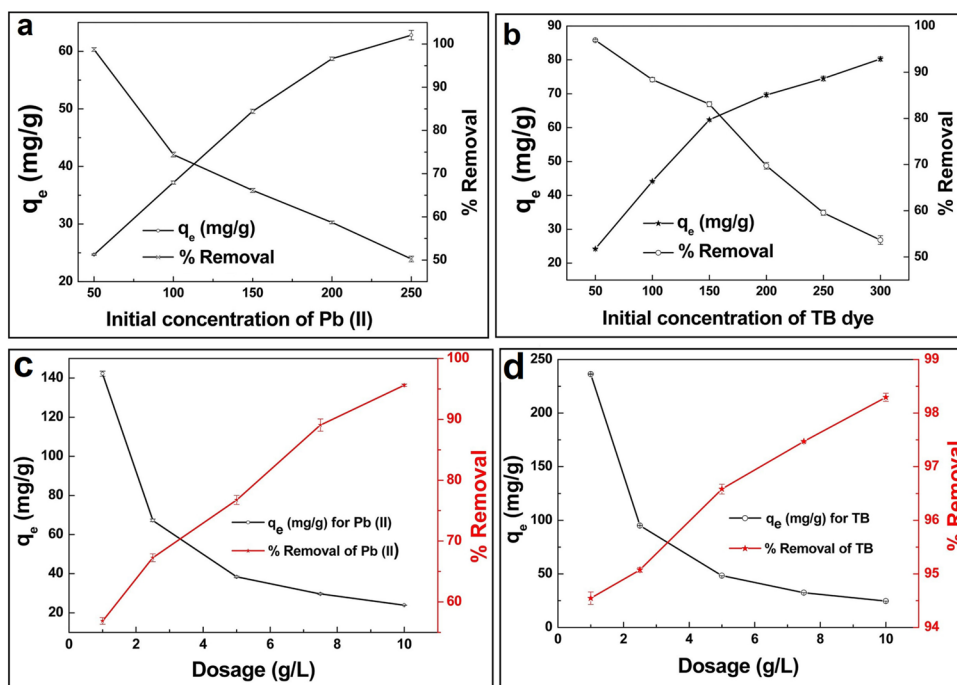 a
q_e (mg/g)
60
50
40
30
20
100
90
80
70
60
50
% Removal
q_e (mg/g)
% Removal
50 100 150 200 250
Initial concentration of Pb (II)
b
q_e (mg/g)
90
80
70
60
50
40
30
20
100
90
80
70
60
50
% Removal
q_e (mg/g)
% Removal
50 100 150 200 250 300
Initial concentration of TB dye
c
q_e (mg/g)
140
120
100
80
60
40
20
100
90
80
70
60
% Removal
q_e (mg/g) for Pb (II)
% Removal of Pb (II)
0 2 4 6 8 10
Dosage (g/L)
d
q_e (mg/g)
250
200
150
100
50
0
99
98
97
96
95
94
% Removal
q_e (mg/g) for TB
% Removal of TB
0 2 4 6 8 10
Dosage (g/L)